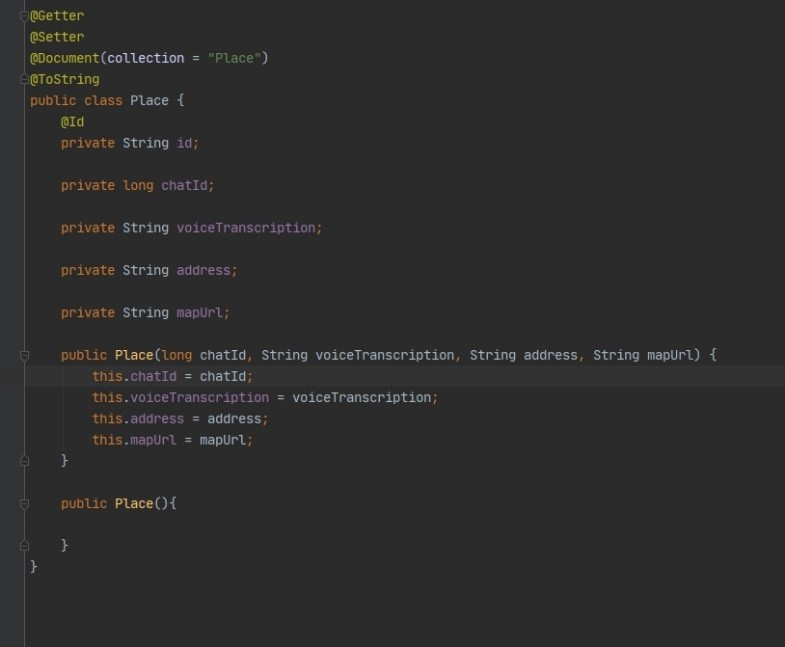 @Getter
@Setter
@Document(collection = "Place")
@ToString
public class Place {
    @Id
    private String id;

    private long chatId;

    private String voiceTranscription;

    private String address;

    private String mapUrl;

    public Place(long chatId, String voiceTranscription, String address, String mapUrl) {
        this.chatId = chatId;
        this.voiceTranscription = voiceTranscription;
        this.address = address;
        this.mapUrl = mapUrl;
    }

    public Place(){

    }
}